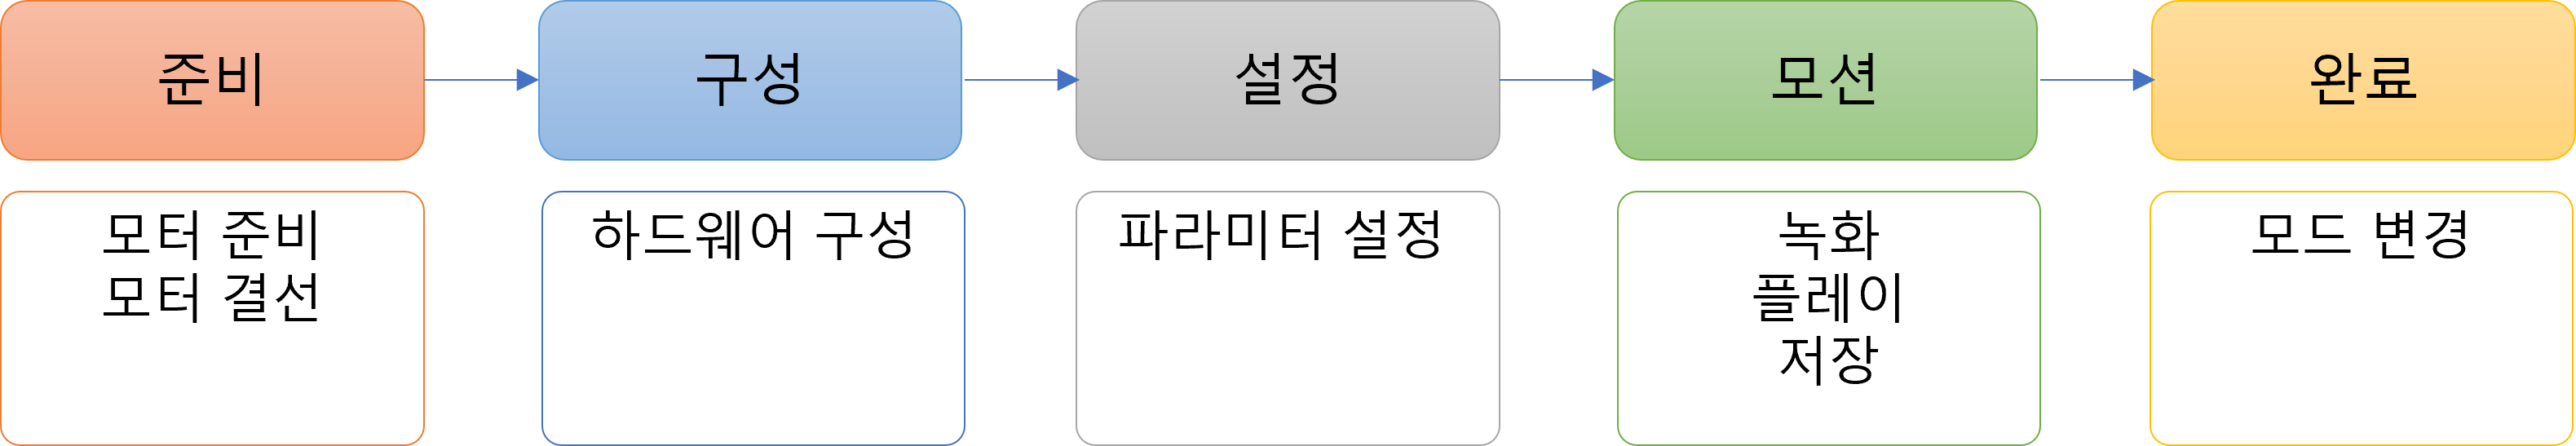 준비
구성
설정
모션
완료
모터 준비
모터 결선
하드웨어 구성
파라미터 설정
녹화
플레이
저장
모드 변경